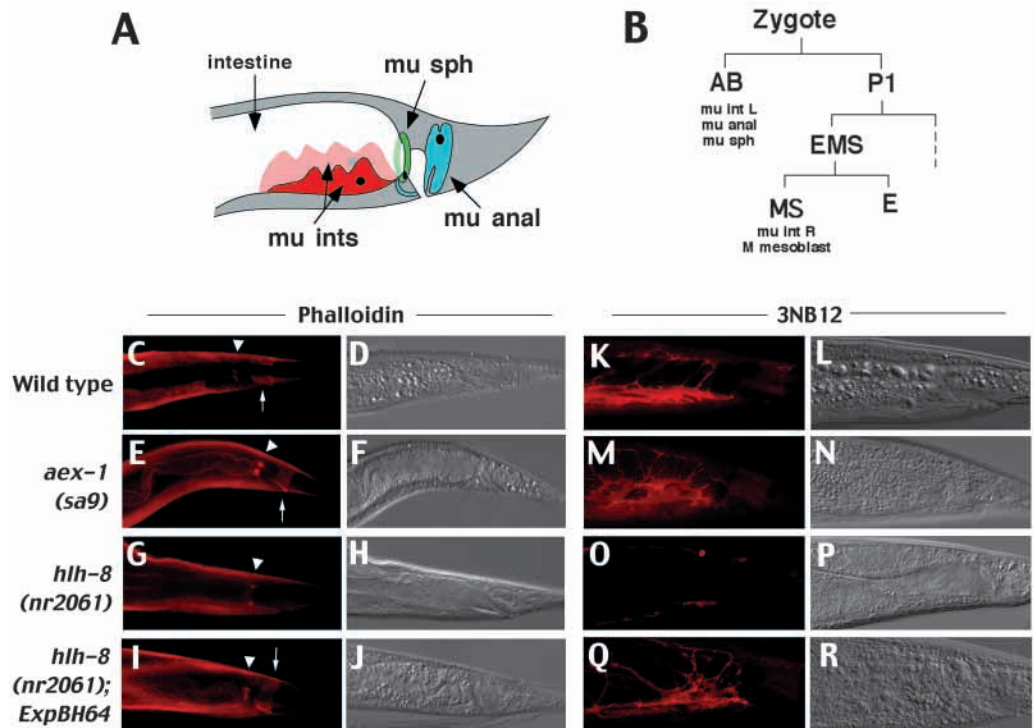 A
intestine
mu sph
mu ints
mu anal
B
Zygote
AB
P1
mu int L
mu anal
mu sph
EMS
MS
E
mu int R
M mesoblast
Phalloidin
3NB12
Wild type
C
D
K
L
aex-1
(sa9)
E
F
M
N
hlh-8
(nr2061)
G
H
O
P
hlh-8
(nr2061);
ExpBH64
I
J
Q
R